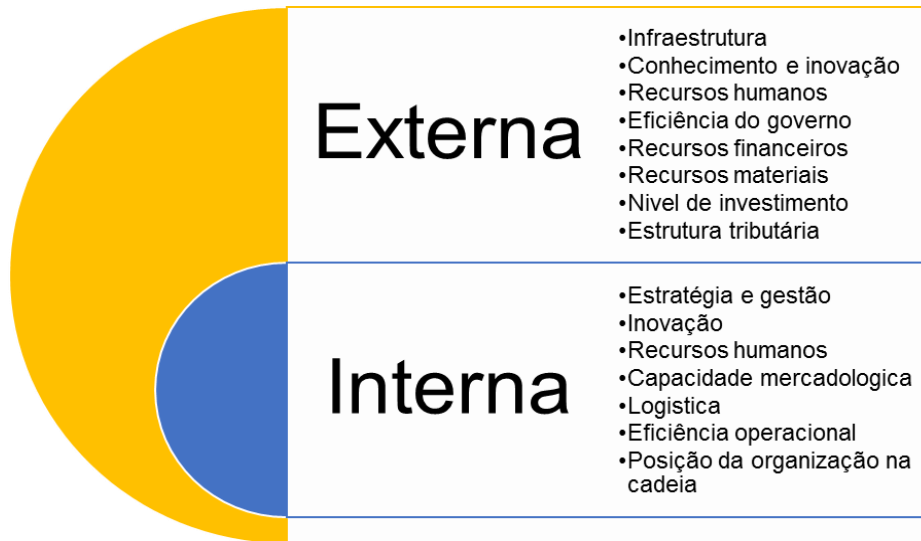 Externa
•Infraestrutura
•Conhecimento e inovação
•Recursos humanos
•Eficiência do governo
•Recursos financeiros
•Recursos materiais
•Nivel de investimento
•Estrutura tributária
Interna
•Estratégia e gestão
•Inovação
•Recursos humanos
•Capacidade mercadologica
•Logistica
•Eficiência operacional
•Posição da organização na
cadeia